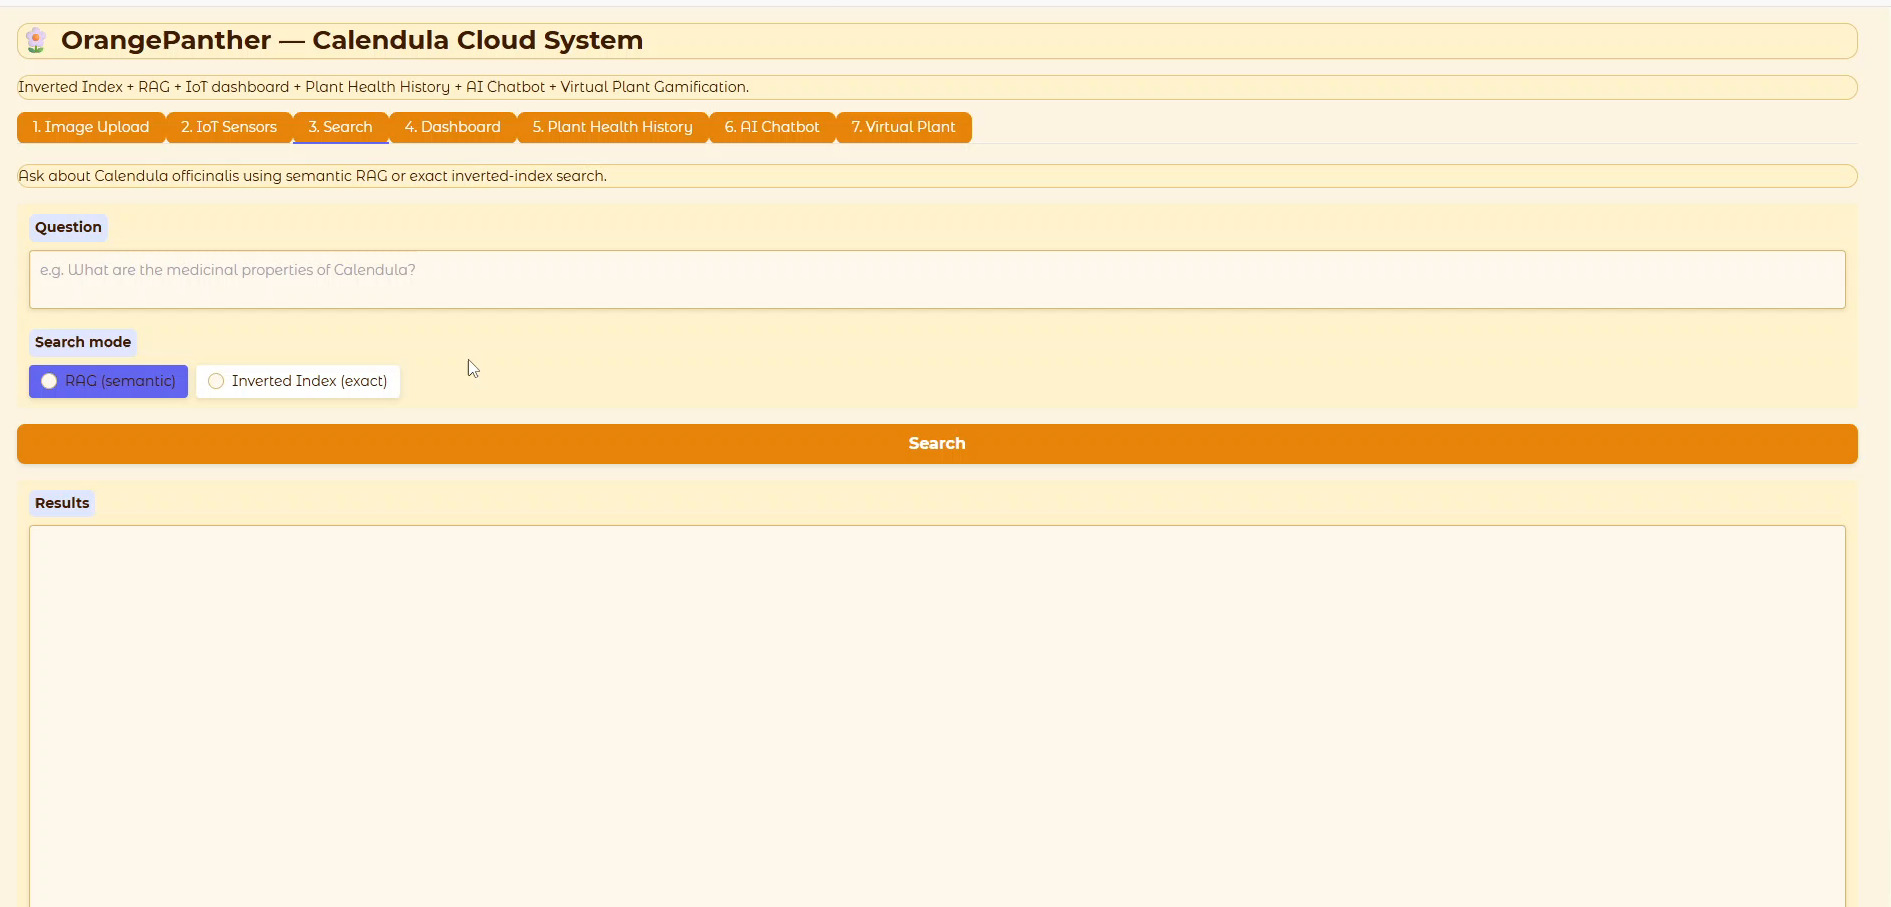 OrangePanther — Calendula Cloud System
Inverted Index + RAG + IoT dashboard + Plant Health History + AI Chatbot + Virtual Plant Gamification.
1. Image Upload 2. IoT Sensors 3. Search 4. Dashboard 5. Plant Health History 6. AI Chatbot 7. Virtual Plant
Ask about Calendula officinalis using semantic RAG or exact inverted-index search.
Question
e.g. What are the medicinal properties of Calendula?
Search mode
RAG (semantic) Inverted Index (exact)
Search
Results